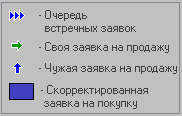 - Очередь
встречных заявок
- Своя заявка на продажу
- Чужая заявка на продажу
- Скорректированная
заявка на покупку